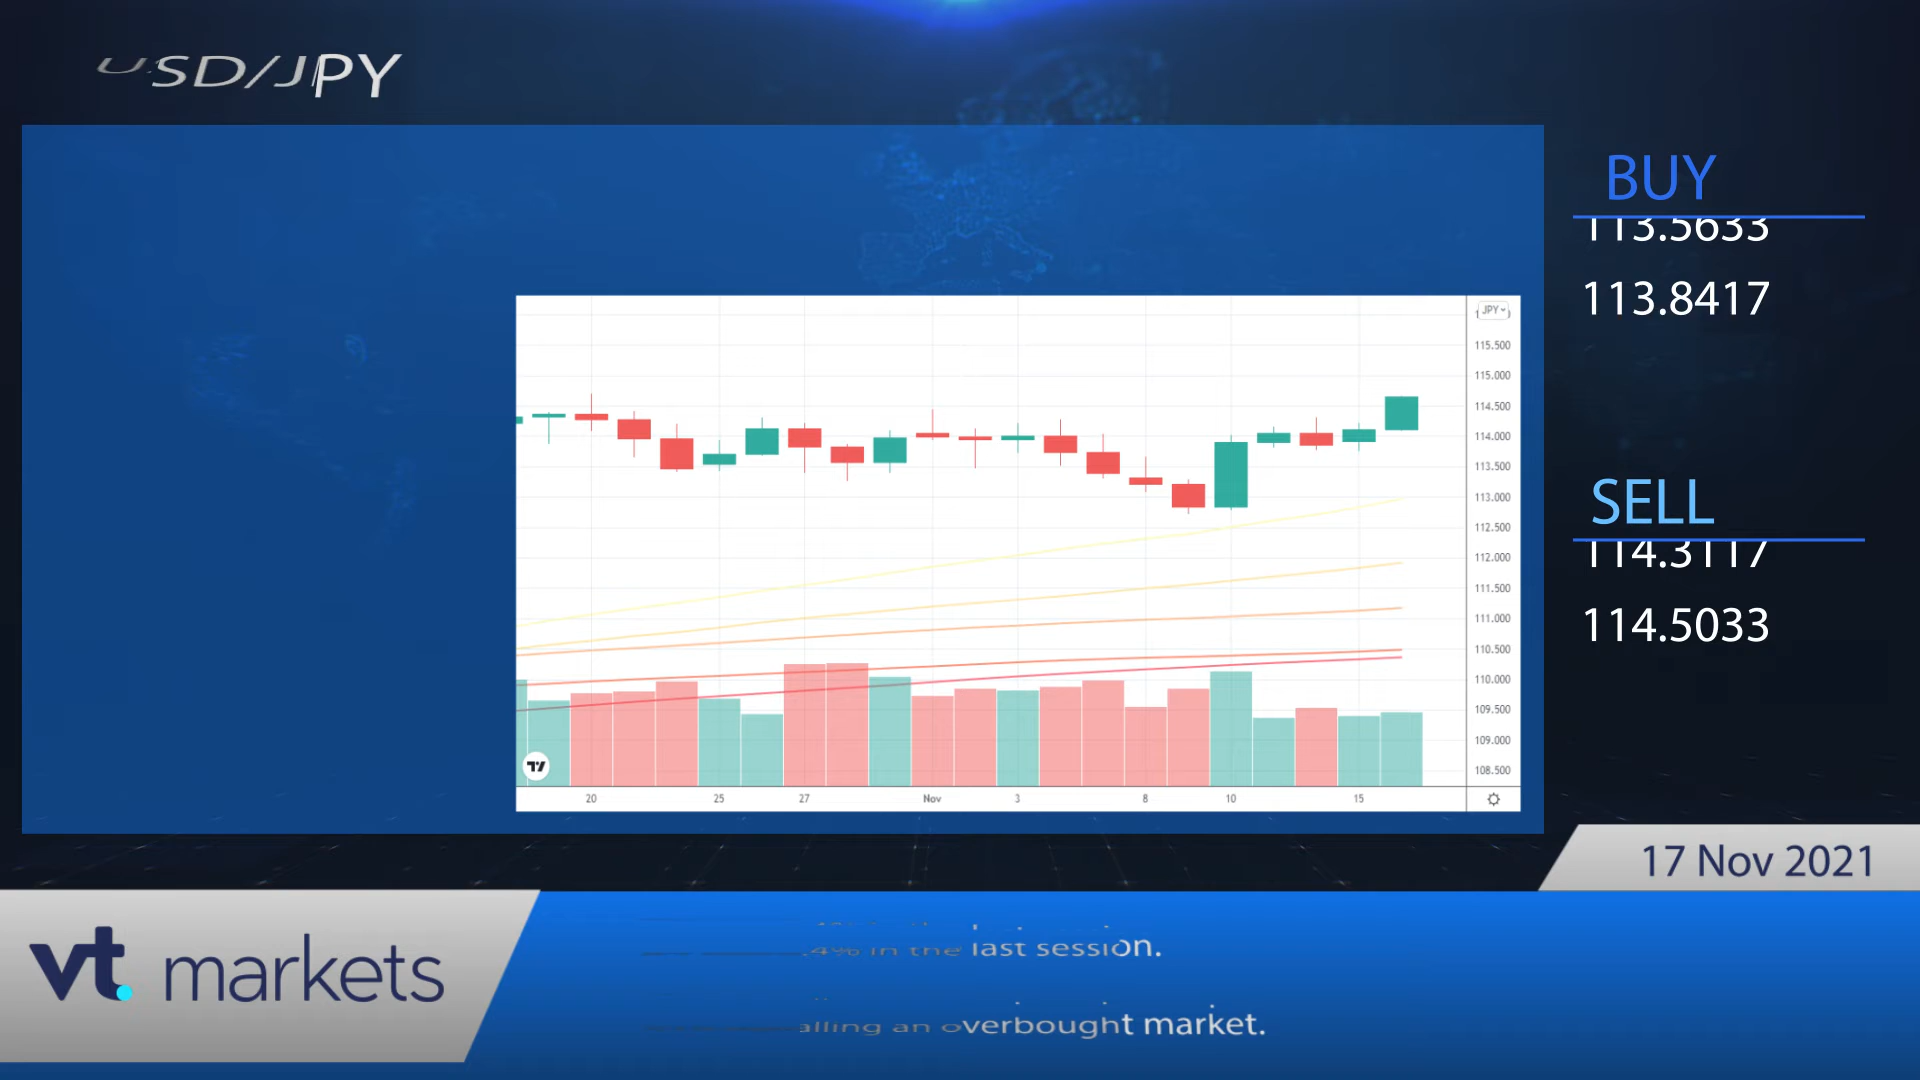 USD/JPY
BUY
113.5633
113.8417
SELL
114.3117
114.5033
JPY
115.500
115.000
114.500
114.000
113.500
113.000
112.500
112.000
111.500
111.000
110.500
110.000
109.500
109.000
108.500
20 25 27 Nov 3 8 10 15
17 Nov 2021
vt. markets
.4% in the last session.
alling an overbought market.